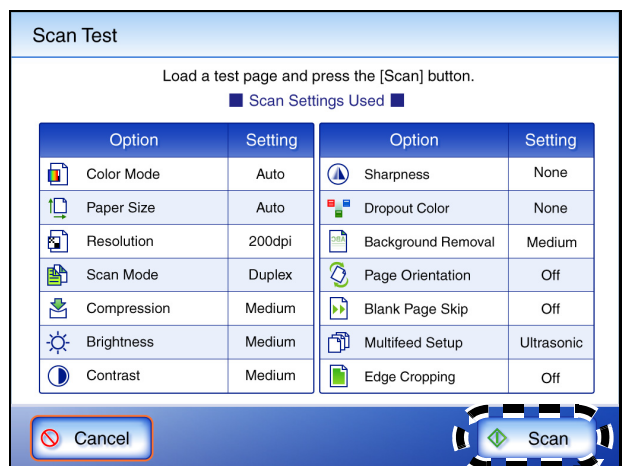 Scan Test
Load a test page and press the [Scan] button.
Scan Settings Used
Option Setting
Color Mode Auto
Paper Size Auto
Resolution 200dpi
Scan Mode Duplex
Compression Medium
Brightness Medium
Contrast Medium
Option Setting
Sharpness None
Dropout Color None
Background Removal Medium
Page Orientation Off
Blank Page Skip Off
Multifeed Setup Ultrasonic
Edge Cropping Off
Cancel
Scan